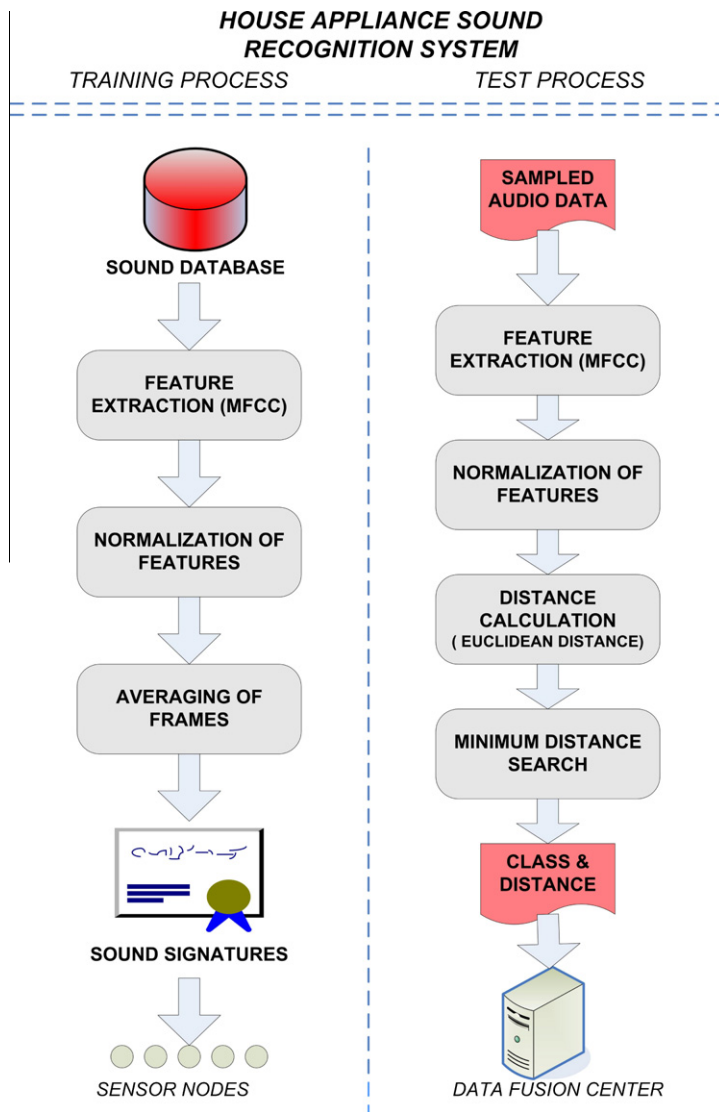 HOUSE APPLIANCE SOUND
RECOGNITION SYSTEM
TRAINING PROCESS
TEST PROCESS
SOUND DATABASE
FEATURE
EXTRACTION (MFCC)
NORMALIZATION OF
FEATURES
AVERAGING OF
FRAMES
SOUND SIGNATURES
SENSOR NODES
SAMPLED
AUDIO DATA
FEATURE
EXTRACTION (MFCC)
NORMALIZATION OF
FEATURES
DISTANCE
CALCULATION
( EUCLIDEAN DISTANCE)
MINIMUM DISTANCE
SEARCH
CLASS &
DISTANCE
DATA FUSION CENTER